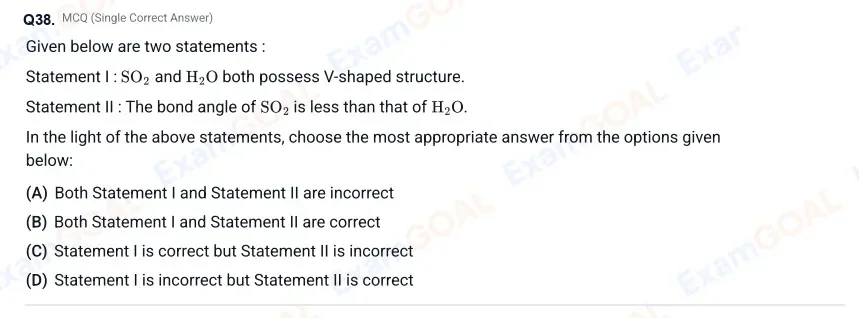 Q38. MCQ (Single Correct Answer)
Given below are two statements :
Statement I : SO₂ and H₂O both possess V-shaped structure.
Statement II : The bond angle of SO₂ is less than that of H₂O.
In the light of the above statements, choose the most appropriate answer from the options given
below:
(A) Both Statement I and Statement II are incorrect
(B) Both Statement I and Statement II are correct
(C) Statement I is correct but Statement II is incorrect
(D) Statement I is incorrect but Statement II is correct